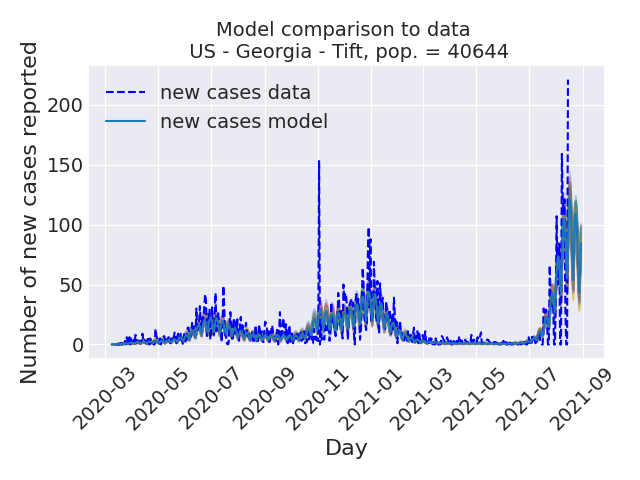 Model comparison to data
US - Georgia - Tift, pop. = 40644
Number of new cases reported
200
150
100
50
0
new cases data
new cases model
2020-03
2020-05
2020-07
2020-09
2020-11
2021-01
2021-03
2021-05
2021-07
2021-09
Day